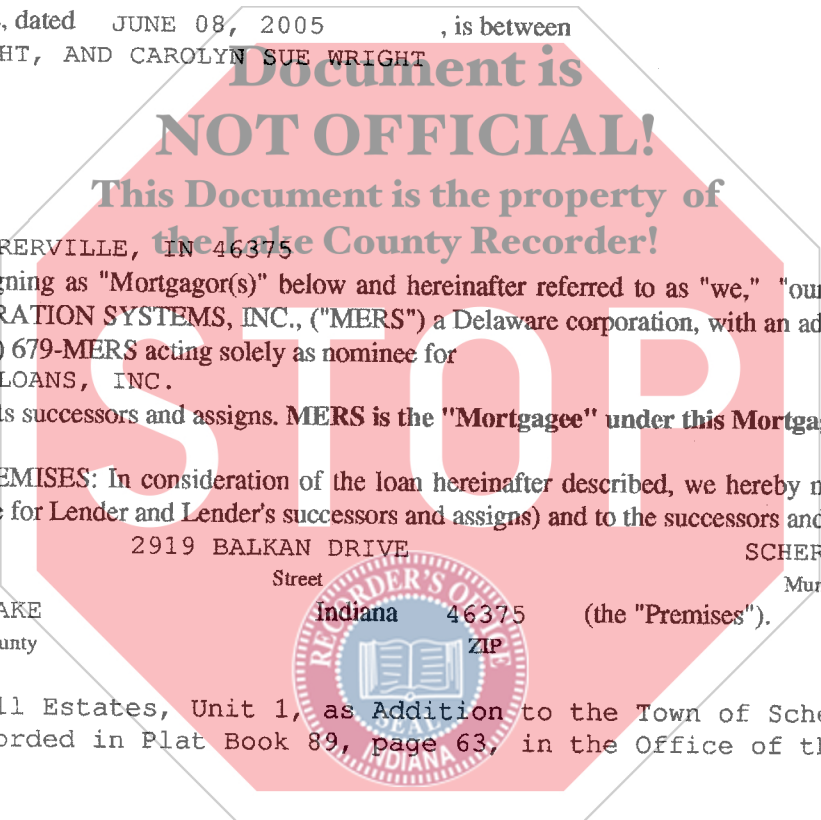 , dated JUNE 08, 2005 , is between
HT, AND CAROLYN SUE WRIGHT
Document is
NOT OFFICIAL!
This Document is the property of
the Lake County Recorder!
RERVILLE, IN 46375
gning as "Mortgagor(s)" below and hereinafter referred to as "we," "our
RATION SYSTEMS, INC., ("MERS") a Delaware corporation, with an ad
) 679-MERS acting solely as nominee for
LOANS, INC.
ts successors and assigns. MERS is the "Mortgagee" under this Mortga
EMISES: In consideration of the loan hereinafter described, we hereby m
e for Lender and Lender's successors and assigns) and to the successors and
STOP
2919 BALKAN DRIVE SCHER
Street Mun
AKE Indiana 46375 (the "Premises").
unty ZIP
RECORDER'S OFFICE
SEAL
INDIANA
ll Estates, Unit 1, as Addition to the Town of Sche
orded in Plat Book 89, page 63, in the Office of th